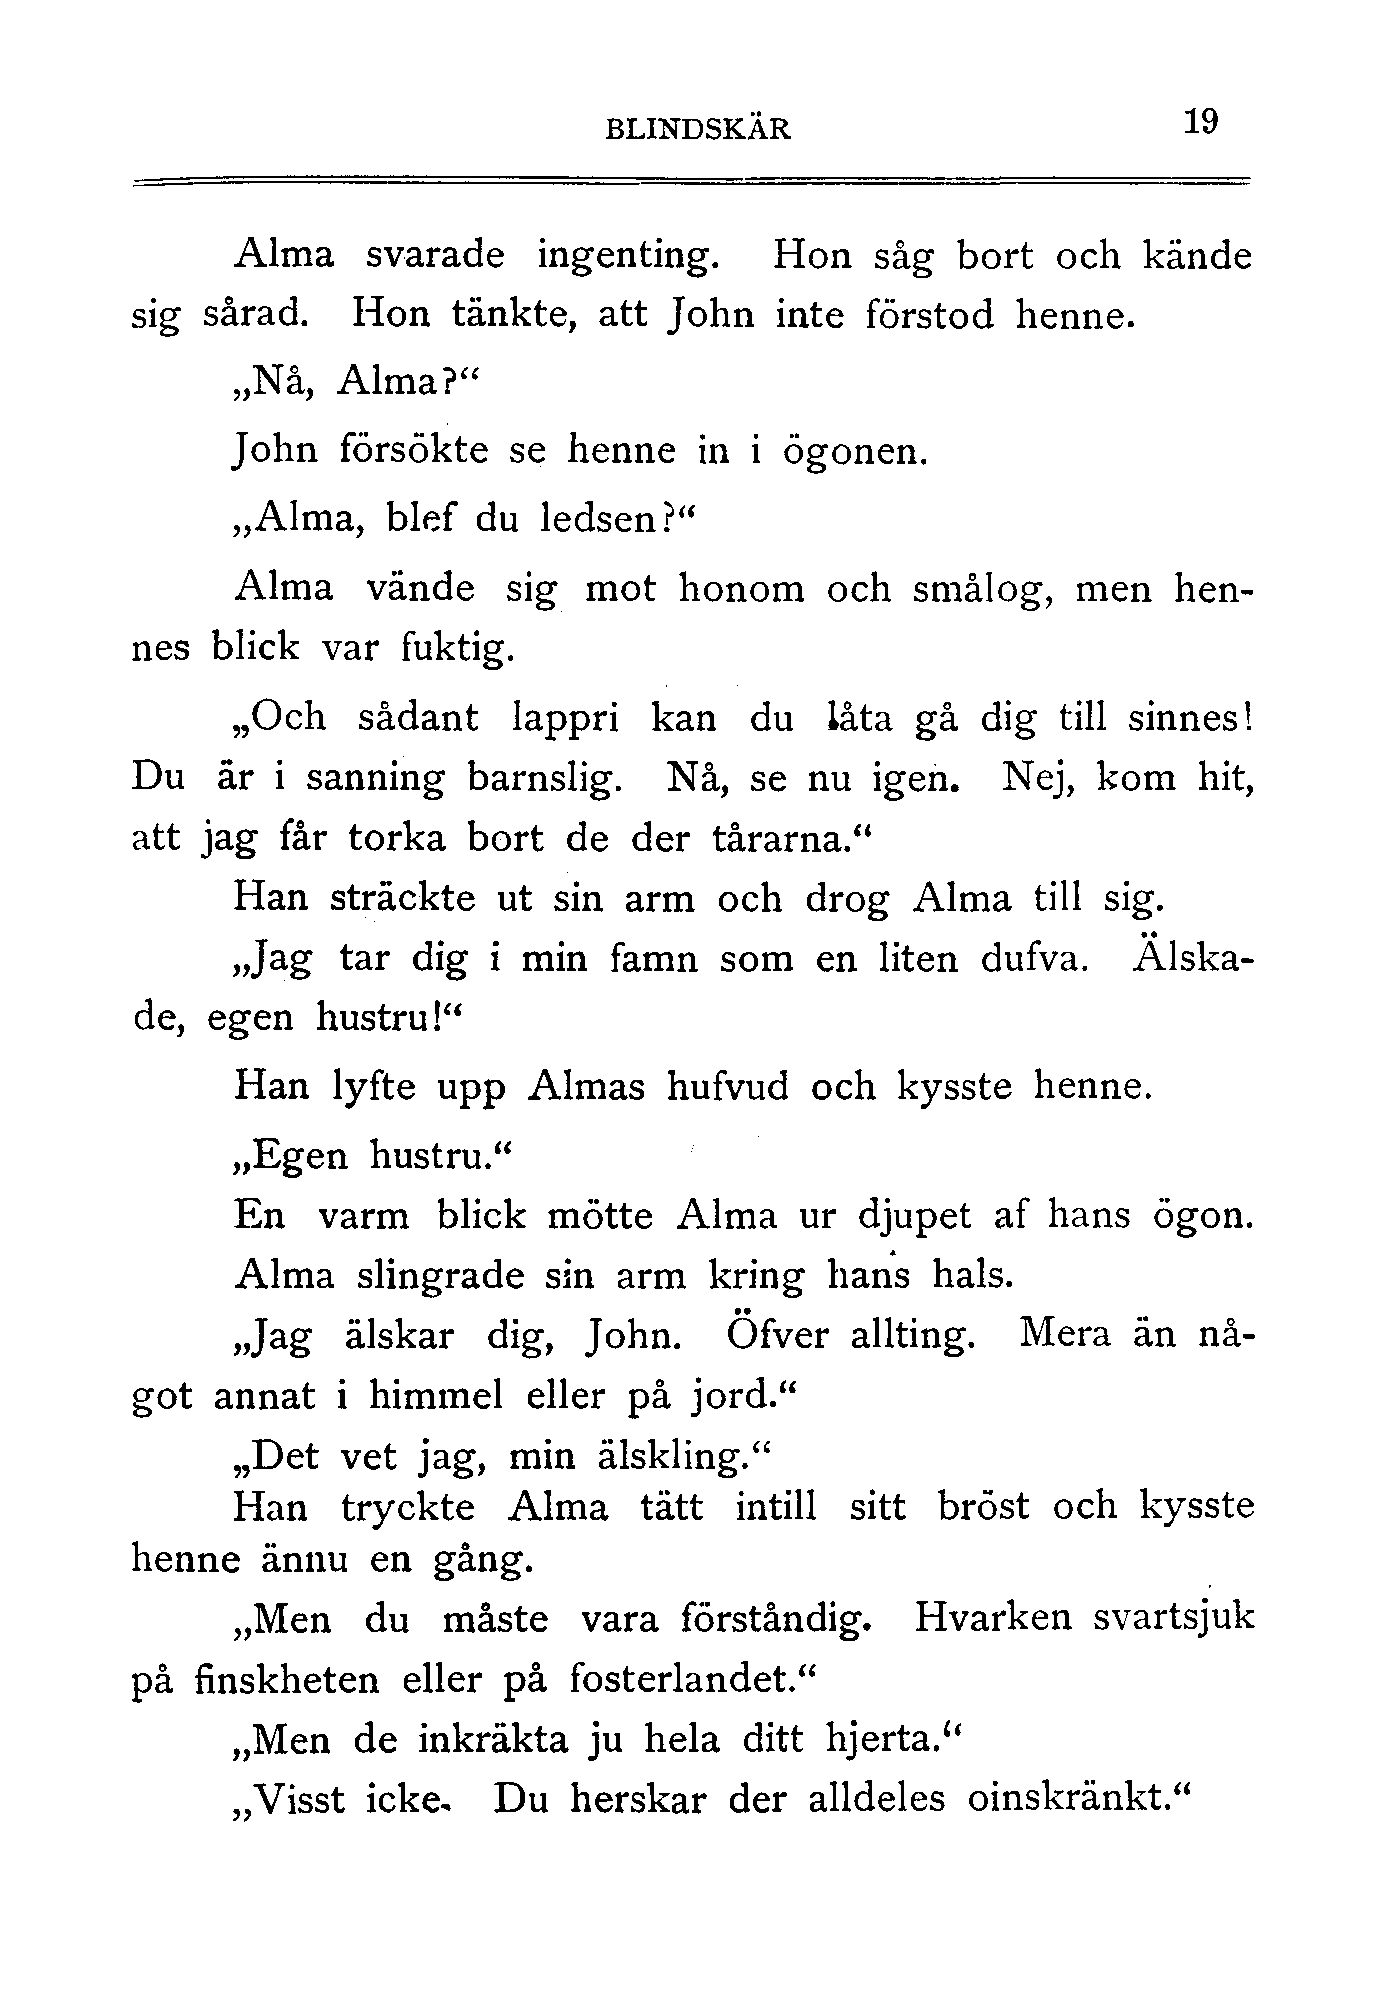 BLINDSKÄR 19
Alma svarade ingenting. Hon såg bort och kände
sig sårad. Hon tänkte, att John inte förstod henne.
„Nå, Alma?“
John försökte se henne in i ögonen.
„Alma, blef du ledsen?“
Alma vände sig mot honom och smålog, men hen-
nes blick var fuktig.
„Och sådant lappri kan du låta gå dig till sinnes!
Du är i sanning barnslig. Nå, se nu igen. Nej, kom hit,
att jag får torka bort de der tårarna.“
Han sträckte ut sin arm och drog Alma till sig.
„Jag tar dig i min famn som en liten dufva. Älska-
de, egen hustru!“
Han lyfte upp Almas hufvud och kysste henne.
„Egen hustru.“
En varm blick mötte Alma ur djupet af hans ögon.
Alma slingrade sin arm kring hans hals.
„Jag älskar dig, John. Öfver allting. Mera än nå-
got annat i himmel eller på jord.“
„Det vet jag, min älskling.“
Han tryckte Alma tätt intill sitt bröst och kysste
henne ännu en gång.
„Men du måste vara förståndig. Hvarken svartsjuk
på finskheten eller på fosterlandet.“
„Men de inkräkta ju hela ditt hjerta.“
„Visst icke. Du herskar der alldeles oinskränkt.“